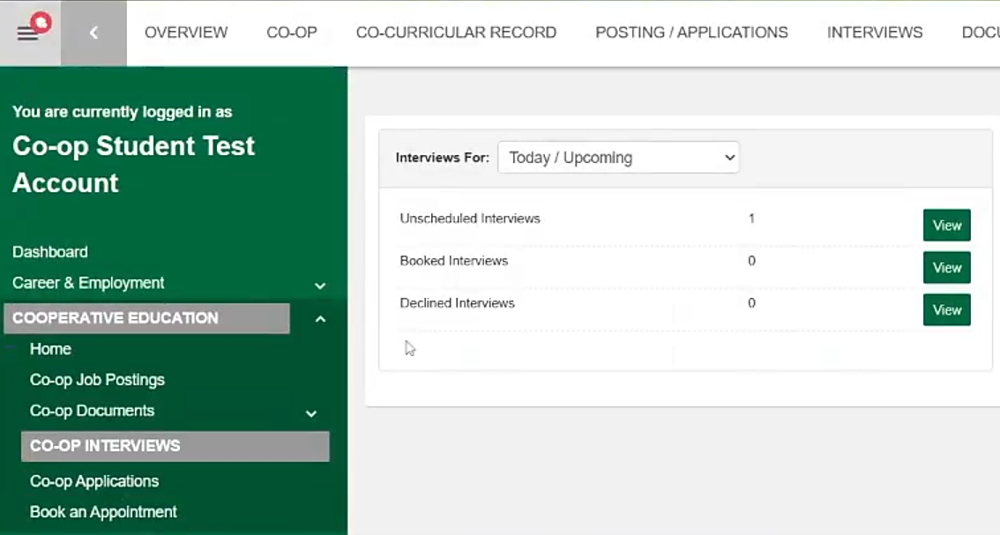 OVERVIEW CO-OP CO-CURRICULAR RECORD POSTING / APPLICATIONS INTERVIEWS DOCU
You are currently logged in as
Co-op Student Test
Account
Dashboard
Career & Employment
COOPERATIVE EDUCATION
Home
Co-op Job Postings
Co-op Documents
CO-OP INTERVIEWS
Co-op Applications
Book an Appointment
Interviews For: Today / Upcoming
Unscheduled Interviews 1 View
Booked Interviews 0 View
Declined Interviews 0 View